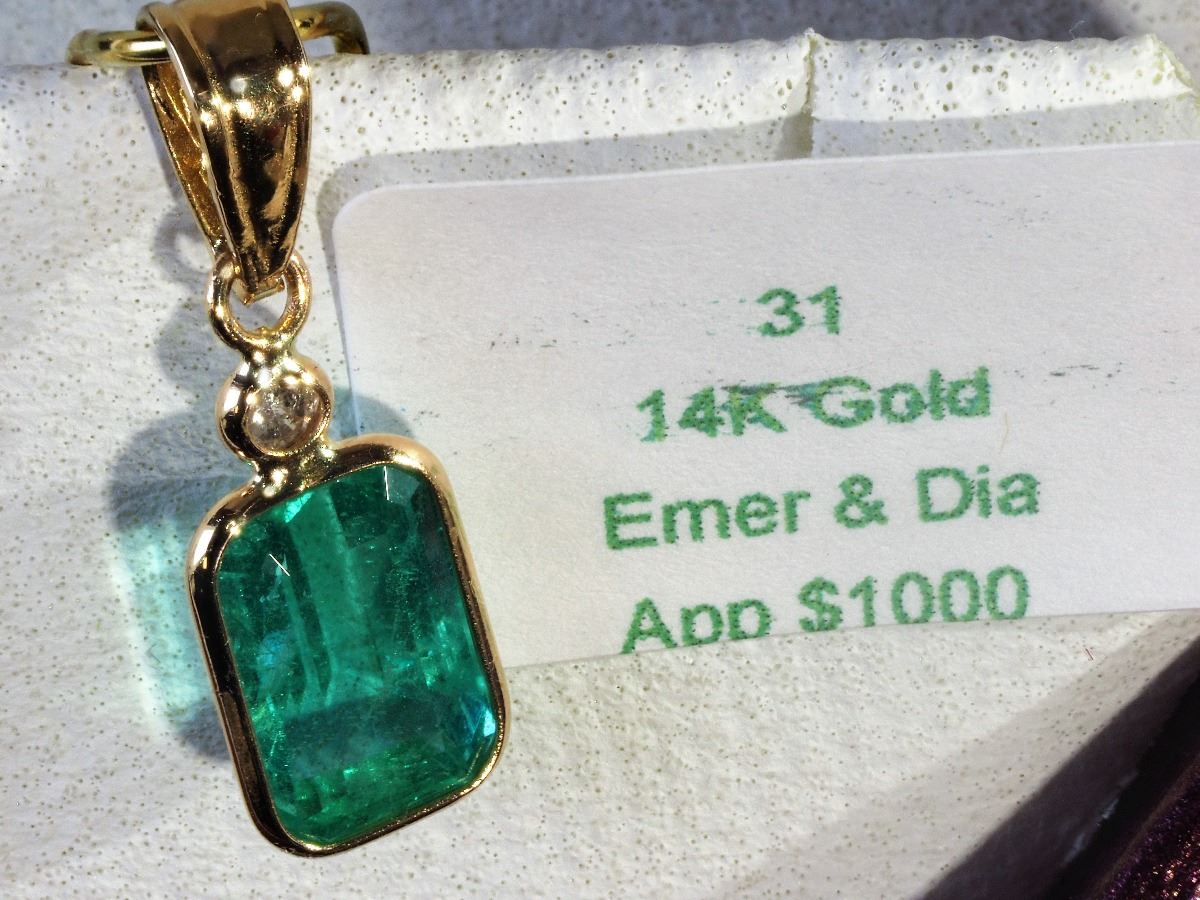 31
14K Gold
Emer & Dia
App $1000